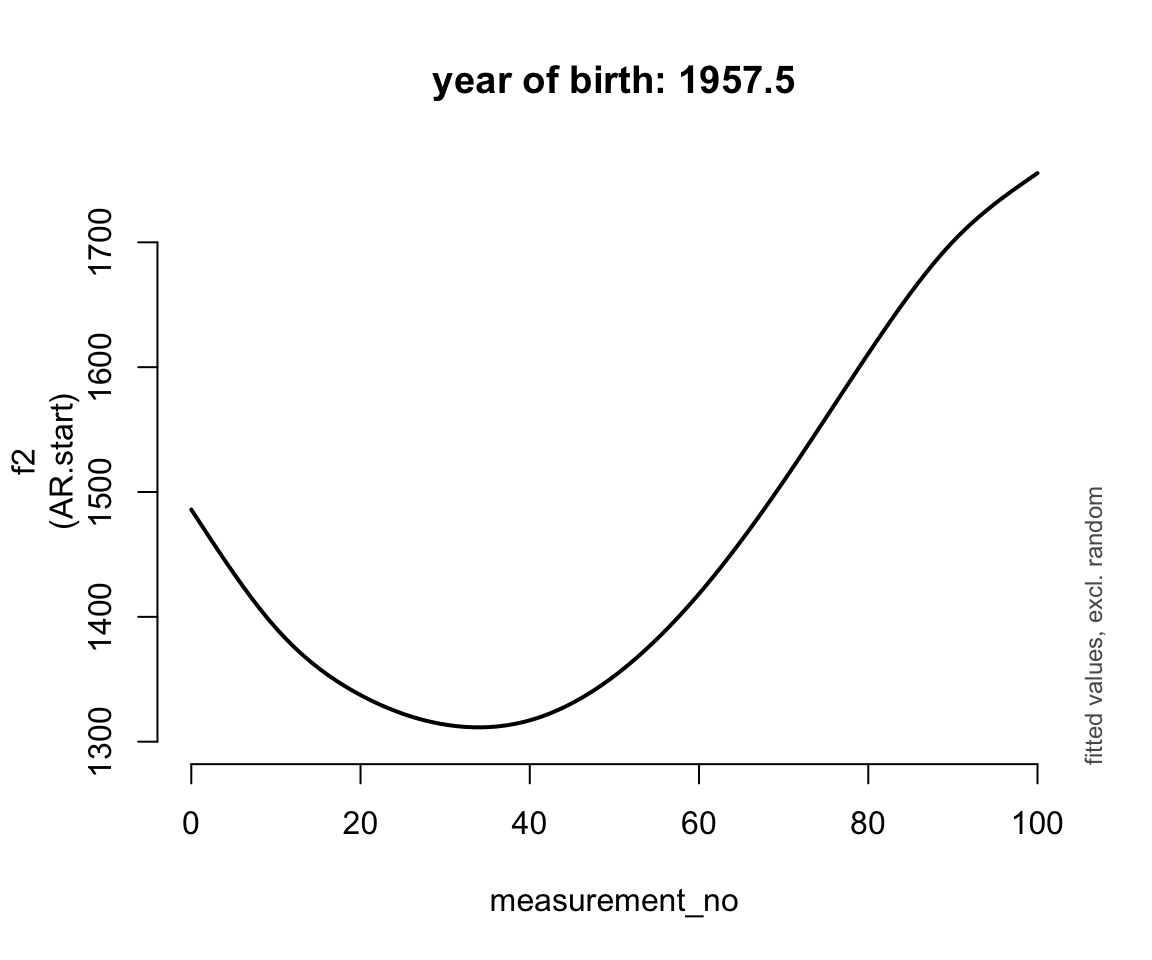 year of birth: 1957.5
f2
(AR.start)
1700
1600
1500
1400
1300
0 20 40 60 80 100
measurement_no
fitted values, excl. random